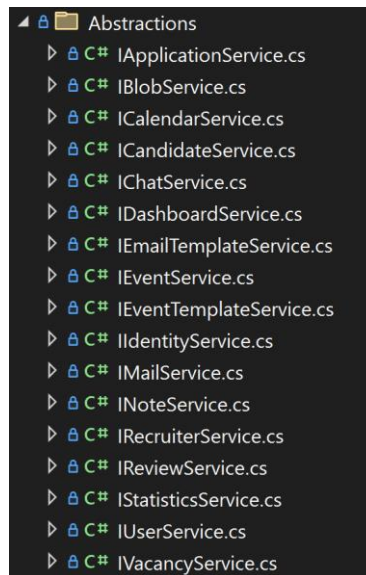 Abstractions
C# IApplicationService.cs
C# IBlobService.cs
C# ICalendarService.cs
C# ICandidateService.cs
C# IChatService.cs
C# IDashboardService.cs
C# IEmailTemplateService.cs
C# IEventService.cs
C# IEventTemplateService.cs
C# IIdentityService.cs
C# IMailService.cs
C# INoteService.cs
C# IRecruiterService.cs
C# IReviewService.cs
C# IStatisticsService.cs
C# IUserService.cs
C# IVacancyService.cs